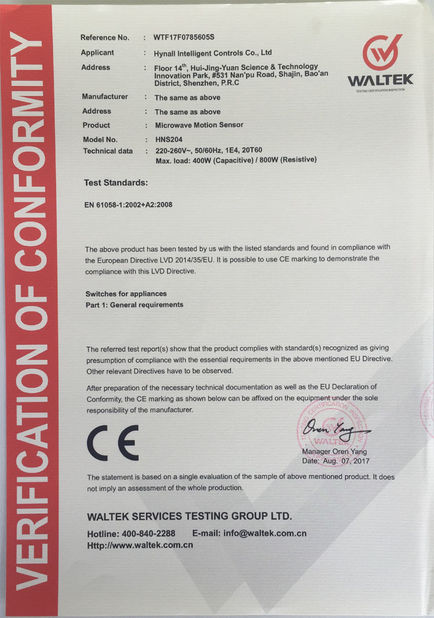 VERIFICATION OF CONFORMITY
Reference No. : WTF17F0785605S
Applicant : Hynall Intelligent Controls Co., Ltd
Address : Floor 14th, Hui-Jing-Yuan Science & Technology
Innovation Park, #531 Nan'pu Road, Shajin, Bao'an
District, Shenzhen, P.R.C
WALTEK
Manufacturer : The same as above
Address : The same as above
Product : Microwave Motion Sensor
Model No. : HNS204
Technical data : 220-260V~, 50/60Hz, 1E4, 20T60
Max. load: 400W (Capacitive) / 800W (Resistive)
Test Standards:
EN 61058-1:2002+A2:2008
The above product has been tested by us with the listed standards and found in compliance with
the European Directive LVD 2014/35/EU. It is possible to use CE marking to demonstrate the
compliance with this LVD Directive.
Switches for appliances
Part 1: General requirements
The referred test report(s) show that the product complies with standard(s) recognized as giving
presumption of compliance with the essential requirements in the above mentioned EU Directive.
Other relevant Directives have to be observed.
After preparation of the necessary technical documentation as well as the EU Declaration of
Conformity, the CE marking as shown below can be affixed on the equipment under the sole
responsibility of the manufacturer.
CE
Oren Yang
WALTEK
Manager Oren Yang
Date: Aug. 07, 2017
The statement is based on a single evaluation of the sample of above mentioned product. It does
not imply an assessment of the whole production.
WALTEK SERVICES TESTING GROUP LTD.
Hotline: 400-840-2288 E-mail: info@waltek.com.cn
Http://www.waltek.com.cn